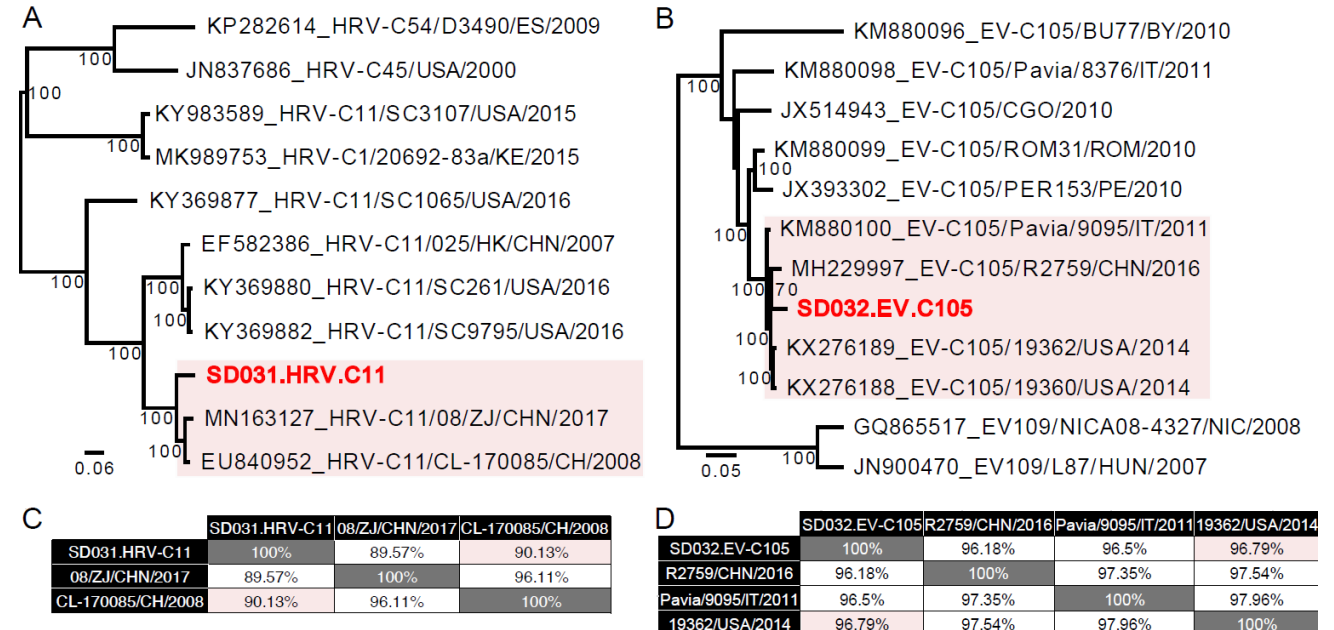 A
KP282614_HRV-C54/D3490/ES/2009
100
JN837686_HRV-C45/USA/2000
100
KY983589_HRV-C11/SC3107/USA/2015
100
MK989753_HRV-C1/20692-83a/KE/2015
KY369877_HRV-C11/SC1065/USA/2016
EF582386_HRV-C11/025/HK/CHN/2007
100
100
KY369880_HRV-C11/SC261/USA/2016
100
KY369882_HRV-C11/SC9795/USA/2016
100
SD031.HRV.C11
100
MN163127_HRV-C11/08/ZJ/CHN/2017
100
EU840952_HRV-C11/CL-170085/CH/2008
0.06
B
KM880096_EV-C105/BU77/BY/2010
KM880098_EV-C105/Pavia/8376/IT/2011
100
JX514943_EV-C105/CGO/2010
KM880099_EV-C105/ROM31/ROM/2010
100
JX393302_EV-C105/PER153/PE/2010
KM880100_EV-C105/Pavia/9095/IT/2011
100
MH229997_EV-C105/R2759/CHN/2016
100 70
SD032.EV.C105
100
KX276189_EV-C105/19362/USA/2014
100
KX276188_EV-C105/19360/USA/2014
GQ865517_EV109/NICA08-4327/NIC/2008
100
JN900470_EV109/L87/HUN/2007
0.05
C
SD031.HRV-C11 08/ZJ/CHN/2017 CL-170085/CH/2008
SD031.HRV-C11 100% 89.57% 90.13%
08/ZJ/CHN/2017 89.57% 100% 96.11%
CL-170085/CH/2008 90.13% 96.11% 100%
D
SD032.EV-C105 R2759/CHN/2016 Pavia/9095/IT/2011 19362/USA/2014
SD032.EV-C105 100% 96.18% 96.5% 96.79%
R2759/CHN/2016 96.18% 100% 97.35% 97.54%
Pavia/9095/IT/2011 96.5% 97.35% 100% 97.96%
19362/USA/2014 96.79% 97.54% 97.96% 100%